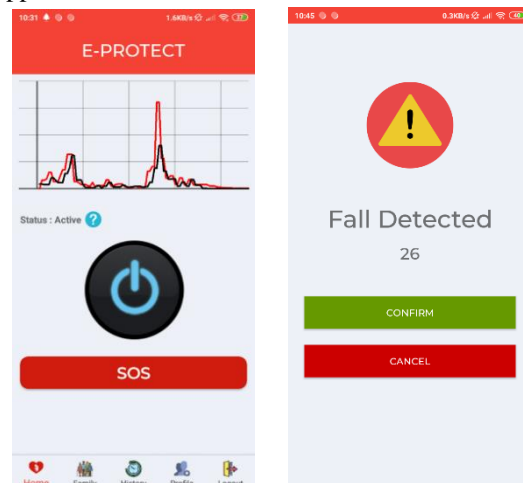 10:31 1.6KB/s 37
E-PROTECT
Status : Active ?
SOS
Home Family History Profile Logout
10:45 0.3KB/s
!
Fall Detected
26
CONFIRM
CANCEL